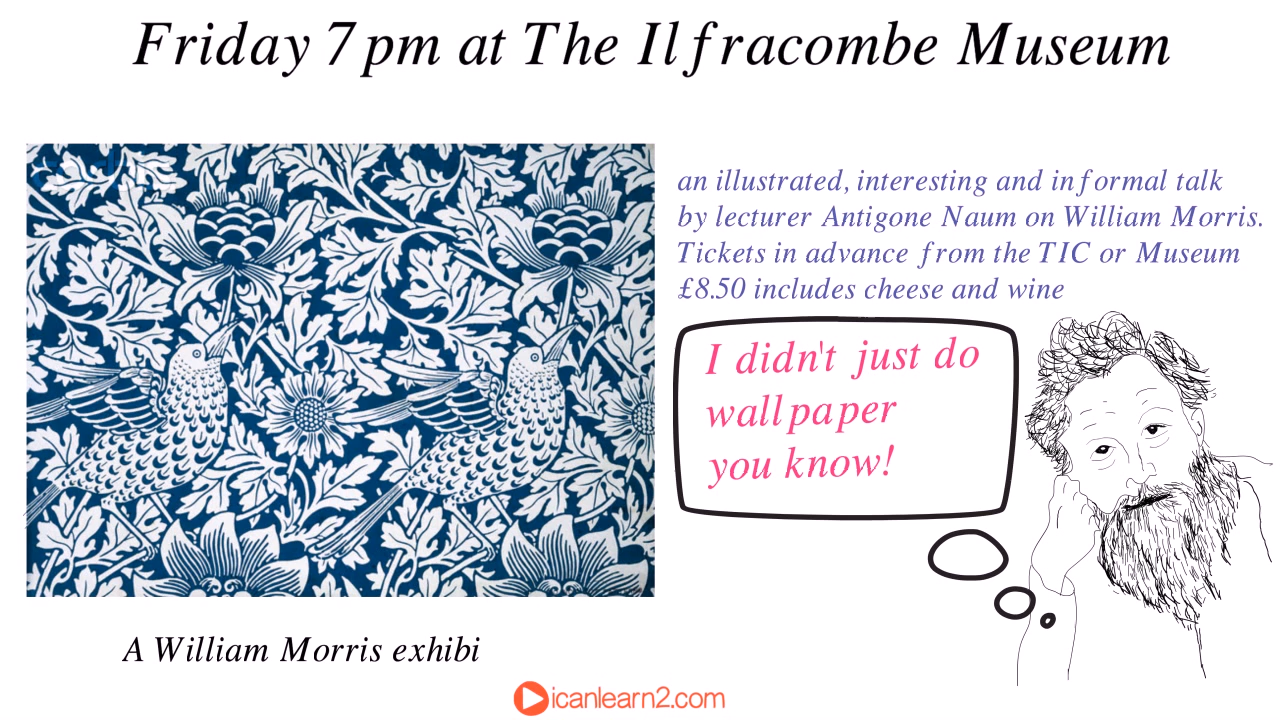 Friday 7pm at The Ilfracombe Museum
an illustrated, interesting and informal talk
by lecturer Antigone Naum on William Morris.
Tickets in advance from the TIC or Museum
£8.50 includes cheese and wine
I didn't just do
wallpaper
you know!
A William Morris exhibi
icanlearn2.com